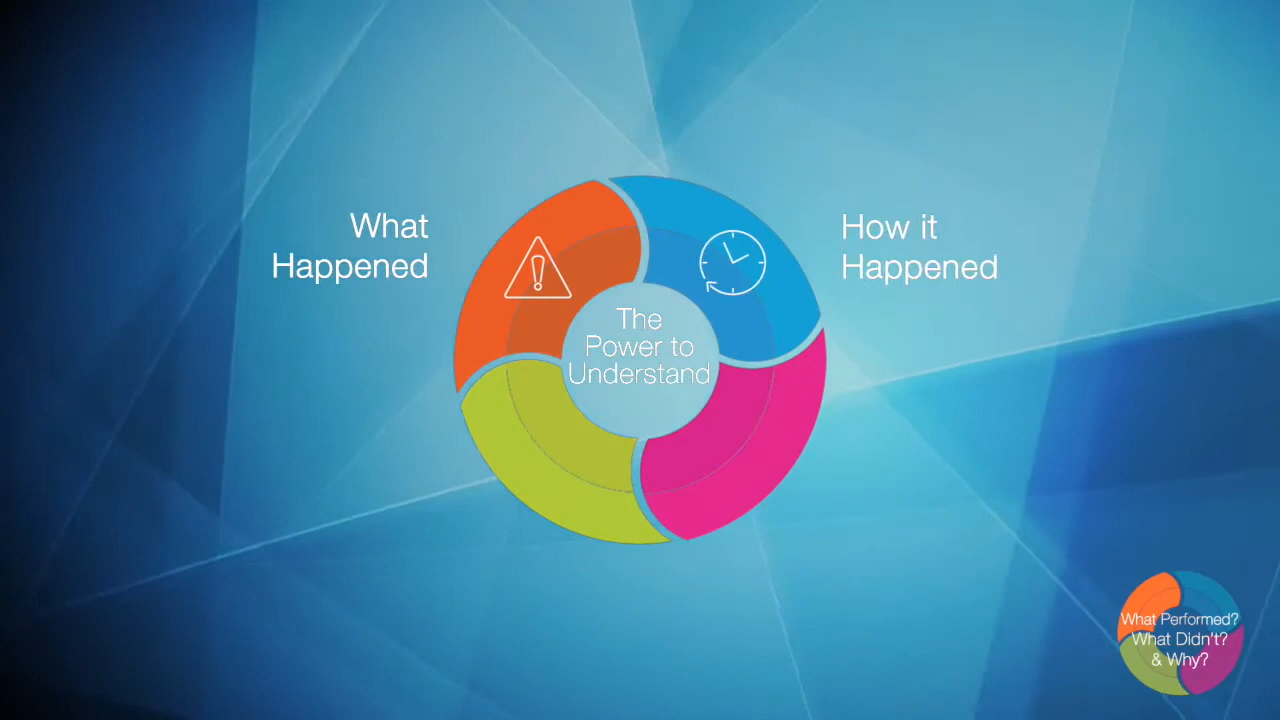 What
Happened
How it
Happened
The
Power to
Understand
What Performed?
What Didn't?
& Why?